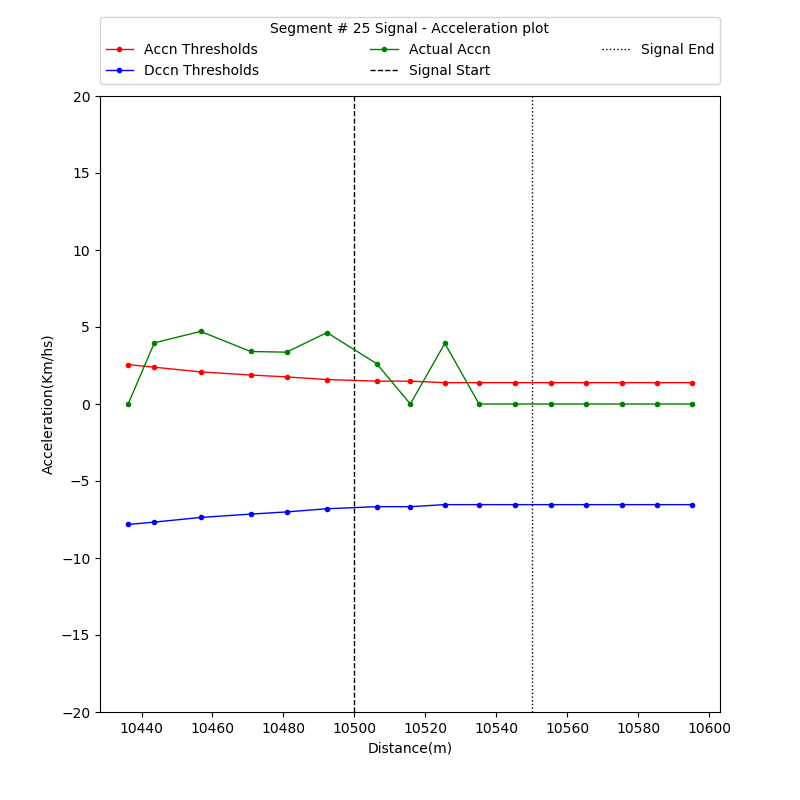 Segment # 25 Signal - Acceleration plot
Accn Thresholds Actual Accn Signal End
Dccn Thresholds Signal Start
20
15
10
5
0
−5
−10
−15
−20
Acceleration(Km/hs)
10440 10460 10480 10500 10520 10540 10560 10580 10600
Distance(m)